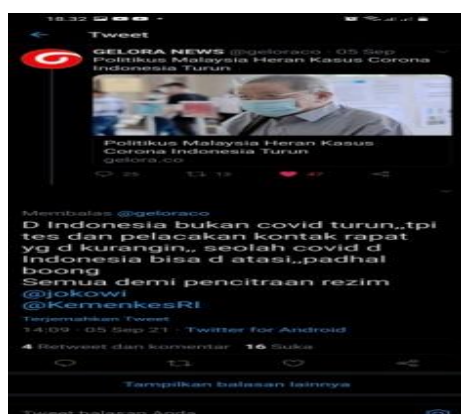 18.32
Tweet
GELORA NEWS @geloraco · 05 Sep
Politikus Malaysia Heran Kasus Corona
Indonesia Turun
Politikus Malaysia Heran Kasus
Corona Indonesia Turun
gelora.co
25 13 47
Membalas @geloraco
D Indonesia bukan covid turun,,tpi
tes dan pelacakan kontak rapat
yg d kurangin,, seolah covid d
Indonesia bisa d atasi,,padhal
boong
Semua demi pencitraan rezim
@jokowi
@KemenkesRI
Terjemahkan Tweet
14:09 · 05 Sep 21 · Twitter for Android
4 Retweet dan komentar 16 Suka
Tampilkan balasan lainnya
Tweet balasan Anda